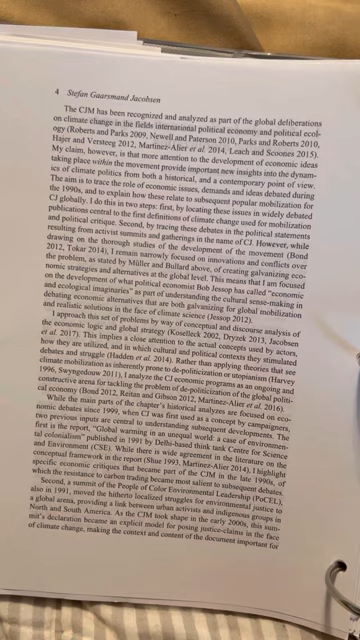 4 Stefan Gaarsmand Jacobsen
The CJM has been recognized and analyzed as part of the global deliberations
on climate change in the fields international political economy and political ecol-
ogy (Roberts and Parks 2009, Newell and Paterson 2010, Parks and Roberts 2010,
Hajer and Versteeg 2012, Martinez-Alier et al. 2014, Leach and Scoones 2015).
My claim, however, is that more attention to the development of economic ideas
taking place within the movement provide important new insights into the dynam-
ics of climate politics from both a historical, and a contemporary point of view.
The aim is to trace the role of economic issues, demands and ideas debated during
the 1990s, and to explain how these relate to subsequent popular mobilization for
CJ globally. I do this in two steps: first, by locating these issues in widely debated
publications central to the first definitions of climate change used for mobilization
and political critique. Second, by tracing these debates in the political statements
resulting from activist summits and gatherings in the name of CJ. However, while
drawing on the thorough studies of the development of the movement (Bond
2012, Tokar 2014), I remain narrowly focused on innovations and conflicts over
the problem, as stated by Müller and Bullard above, of creating galvanizing eco-
nomic strategies and alternatives at the global level. This means that I am focused
on the development of what political economist Bob Jessop has called "economic
and ecological imaginaries" as part of understanding the cultural sense-making in
debating economic alternatives that are both galvanizing for global mobilization
and realistic solutions in the face of climate science (Jessop 2012).
I approach this set of problems by way of conceptual and discourse analysis of
the economic logic and global strategy (Koselleck 2002, Dryzek 2013, Jacobsen
et al. 2017). This implies a close attention to the actual concepts used by actors,
how they are utilized, and in which cultural and political contexts they stimulated
debates and struggle (Hadden et al. 2014). Rather than applying theories that see
climate mobilization as inherently prone to de-politicization or utopianism (Harvey
1996, Swyngedouw 2011), I analyze the CJ economic programs as an ongoing and
constructive arena for tackling the problem of de-politicization of the global politi-
cal economy (Bond 2012, Reitan and Gibson 2012, Martinez-Alier et al. 2016).
While the main parts of the chapter's historical analyzes are focused on eco-
nomic debates since 1999, when CJ was first used as a concept by campaigners,
two previous inputs are central to understanding subsequent developments. The
first is the report, "Global warming in an unequal world: a case of environmen-
tal colonialism" published in 1991 by Delhi-based think tank Centre for Science
and Environment (CSE). While there is wide agreement in the literature on the
conceptual framework in the report (Shue 1993, Martinez-Alier 2014), I highlight
specific economic critiques that became part of the CJM in the late 1990s, of
which the resistance to carbon trading became most salient to subsequent debates.
Second, a summit of the People of Color Environmental Leadership (PoCEL),
also in 1991, moved the hitherto localized struggles for environmental justice to
a global arena, providing a link between urban activists and indigenous groups in
North and South America. As the CJM took shape in the early 2000s, this sum-
mit's declaration became an explicit model for posing justice-claims in the face
of climate change, making the context and content of the document important for